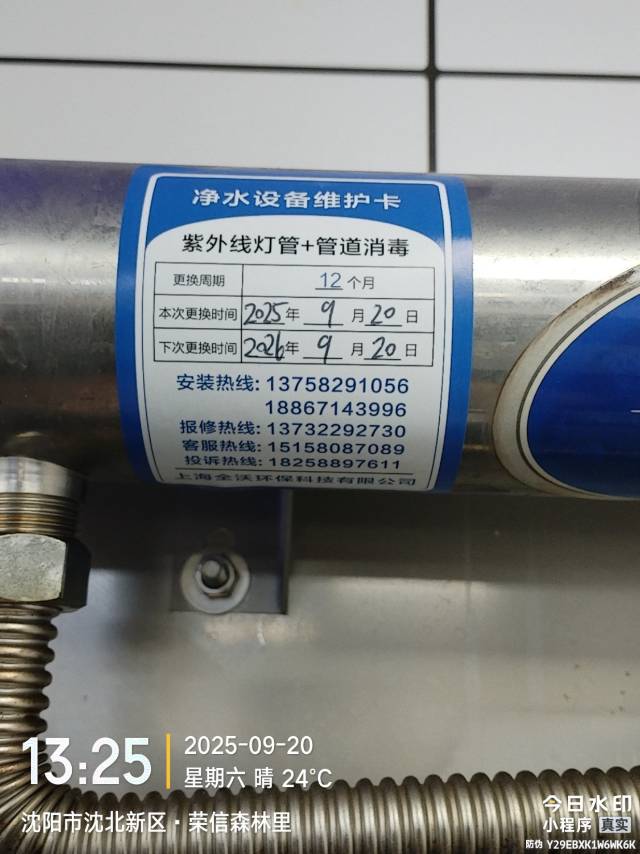 净水设备维护卡
紫外线灯管+管道消毒
更换周期 12 个月
本次更换时间 2025年 9 月 20 日
下次更换时间 2026年 9 月 20 日
安装热线: 13758291056
18867143996
报修热线: 13732292730
客服热线: 15158087089
投诉热线: 18258897611
上海全沃环保科技有限公司
13:25
2025-09-20
星期六 晴 24℃
沈阳市沈北新区·荣信森林里
今日水印
小程序 真实
防伪 Y29EBXK1W6WK6K